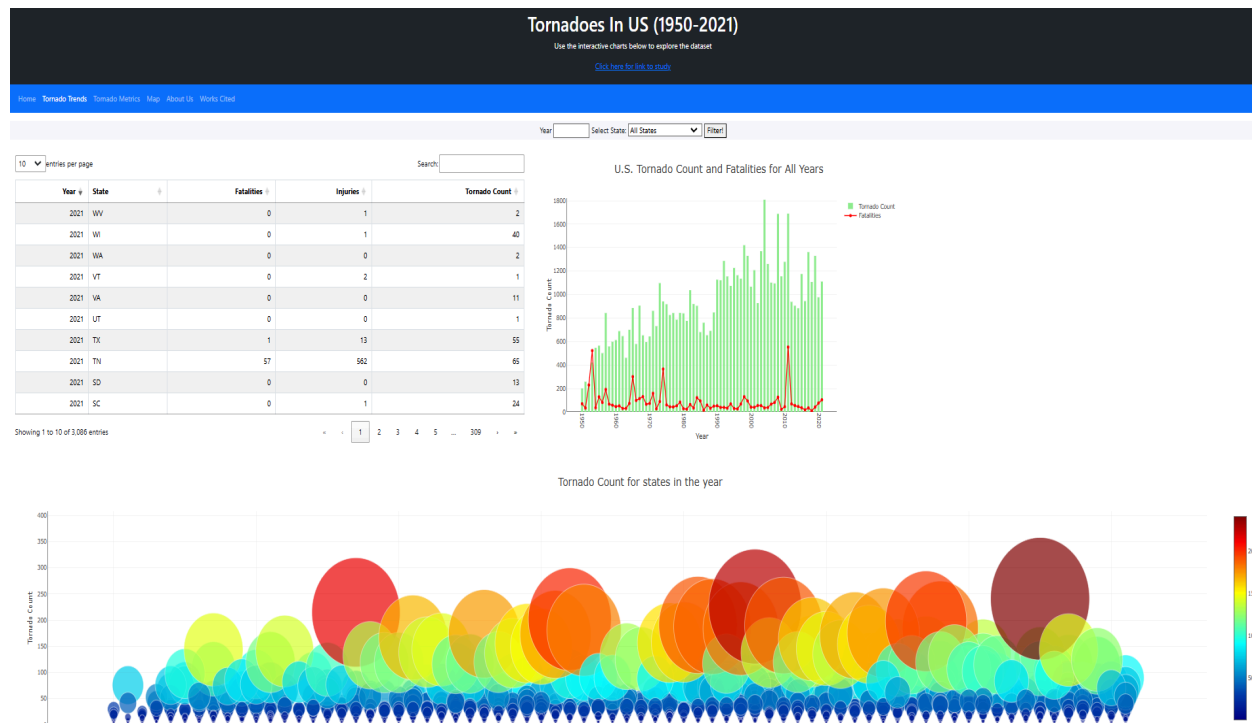 Tornadoes In US (1950-2021)
Use the interactive charts below to explore the dataset
Click here for link to study
Home Tornado Trends Tornado Metrics Map About Us Works Cited
Year Select State: All States Filter!
10 entries per page Search:
Year State Fatalities Injuries Tornado Count
2021 WV 0 1 2
2021 WI 0 1 40
2021 WA 0 0 2
2021 VT 0 2 1
2021 VA 0 0 11
2021 UT 0 0 1
2021 TX 1 13 55
2021 TN 57 562 65
2021 SD 0 0 13
2021 SC 0 1 24
Showing 1 to 10 of 3,086 entries
« ‹ 1 2 3 4 5 ... 309 › »
U.S. Tornado Count and Fatalities for All Years
Tornado Count
Fatalities
1800
1600
1400
1200
1000
800
600
400
200
0
Tornado Count
1950 1960 1970 1980 1990 2000 2010 2020
Year
Tornado Count for states in the year
400
350
300
250
200
150
100
50
Tornado Count